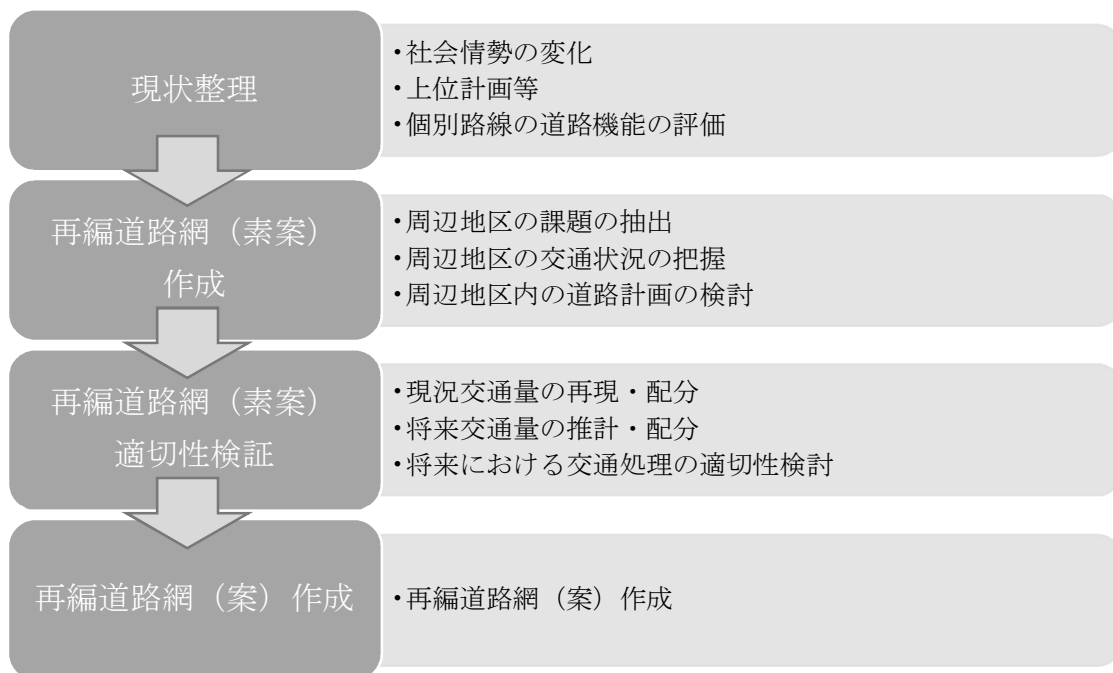 現状整理
・社会情勢の変化
・上位計画等
・個別路線の道路機能の評価
再編道路網（素案）
作成
・周辺地区の課題の抽出
・周辺地区の交通状況の把握
・周辺地区内の道路計画の検討
再編道路網（素案）
適切性検証
・現況交通量の再現・配分
・将来交通量の推計・配分
・将来における交通処理の適切性検討
再編道路網（案）作成
・再編道路網（案）作成